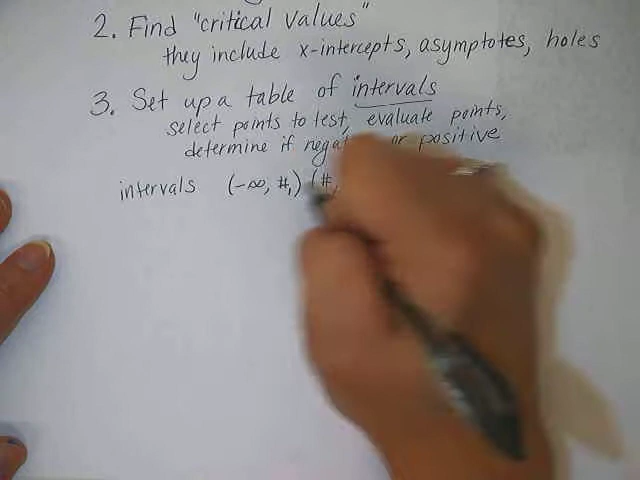 2. Find "critical values"
they include x-intercepts, asymptotes, holes
3. Set up a table of intervals
select points to test, evaluate points,
determine if or positive
intervals (-∞, #₁) (#